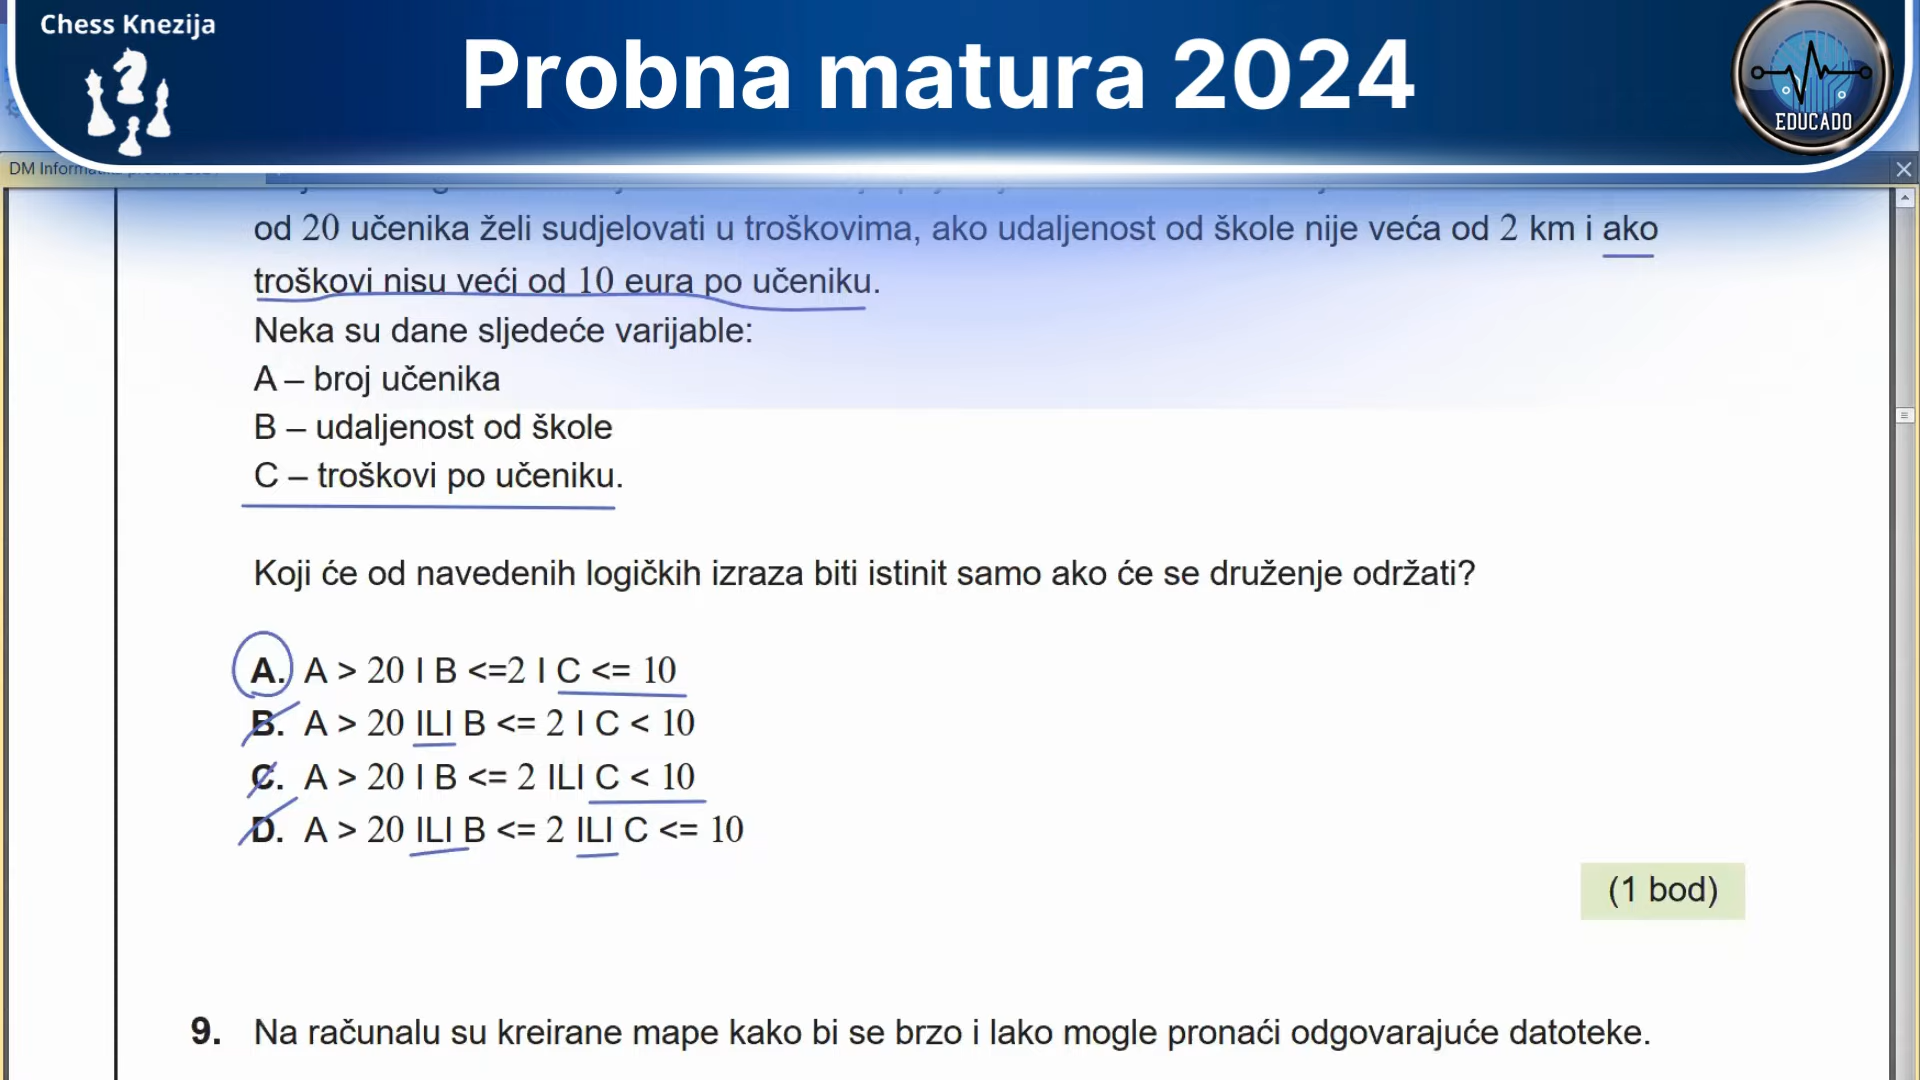 Chess Knezija
Probna matura 2024
EDUCADO
od 20 učenika želi sudjelovati u troškovima, ako udaljenost od škole nije veća od 2 km i ako
troškovi nisu veći od 10 eura po učeniku.
Neka su dane sljedeće varijable:
A – broj učenika
B – udaljenost od škole
C – troškovi po učeniku.
Koji će od navedenih logičkih izraza biti istinit samo ako će se druženje održati?
A. A > 20 I B <=2 I C <= 10
B. A > 20 ILI B <= 2 I C < 10
C. A > 20 I B <= 2 ILI C < 10
D. A > 20 ILI B <= 2 ILI C <= 10
(1 bod)
9. Na računalu su kreirane mape kako bi se brzo i lako mogle pronaći odgovarajuće datoteke.